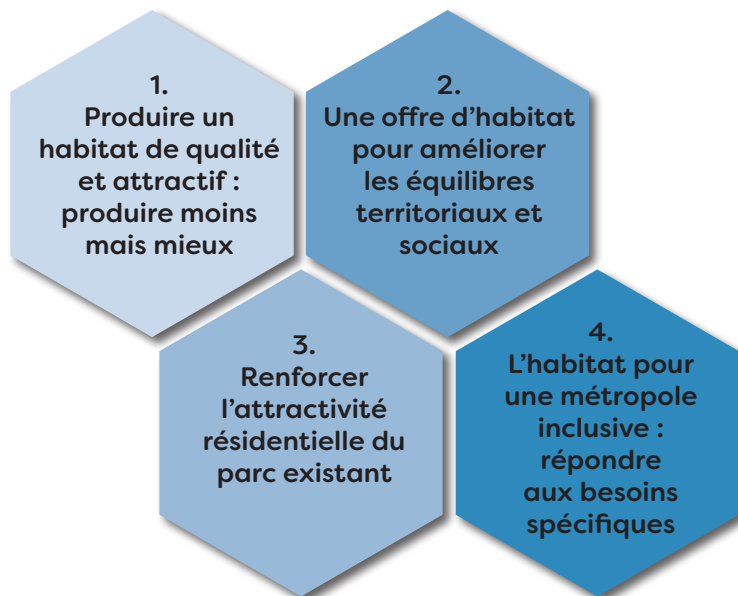 1.
Produire un
habitat de qualité
et attractif :
produire moins
mais mieux
2.
Une offre d’habitat
pour améliorer
les équilibres
territoriaux et
sociaux
3.
Renforcer
l’attractivité
résidentielle du
parc existant
4.
L’habitat pour
une métropole
inclusive :
répondre
aux besoins
spécifiques